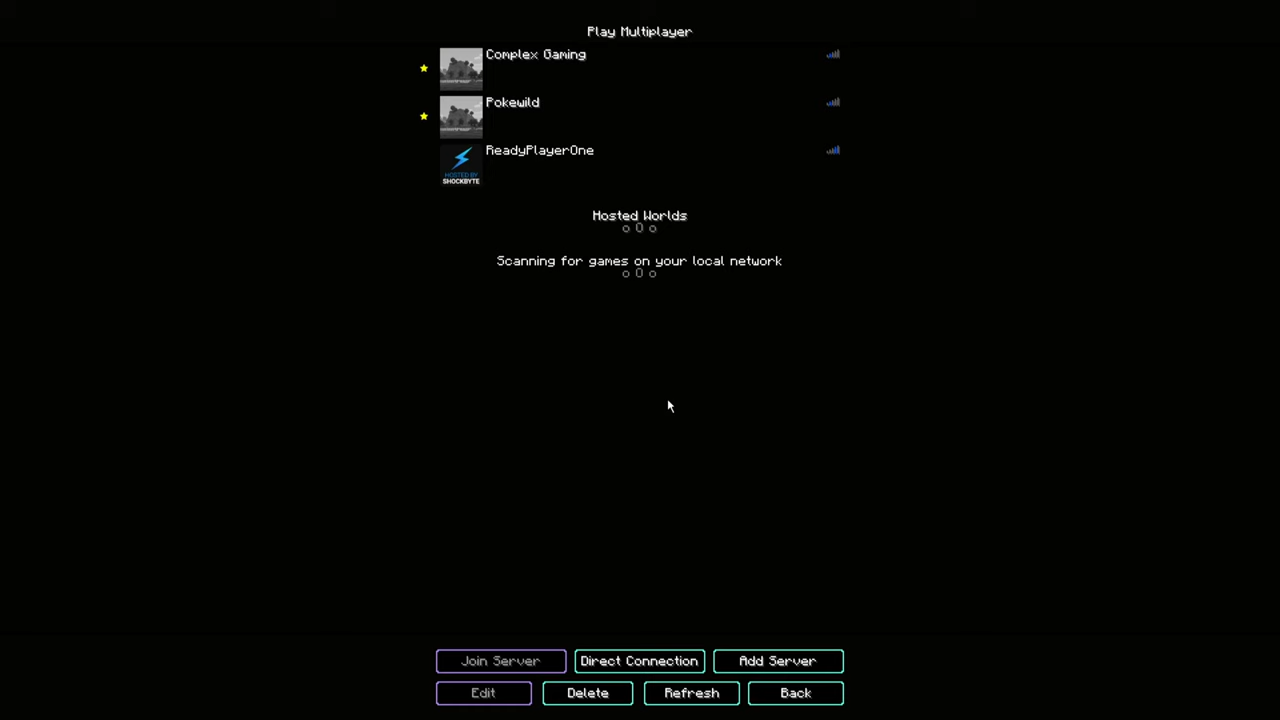 Play Multiplayer
Complex Gaming
Pokewild
ReadyPlayerOne
HOSTED BY
SHOCKBYTE
Hosted Worlds
o O o
Scanning for games on your local network
o O o
Join Server
Direct Connection
Add Server
Edit
Delete
Refresh
Back